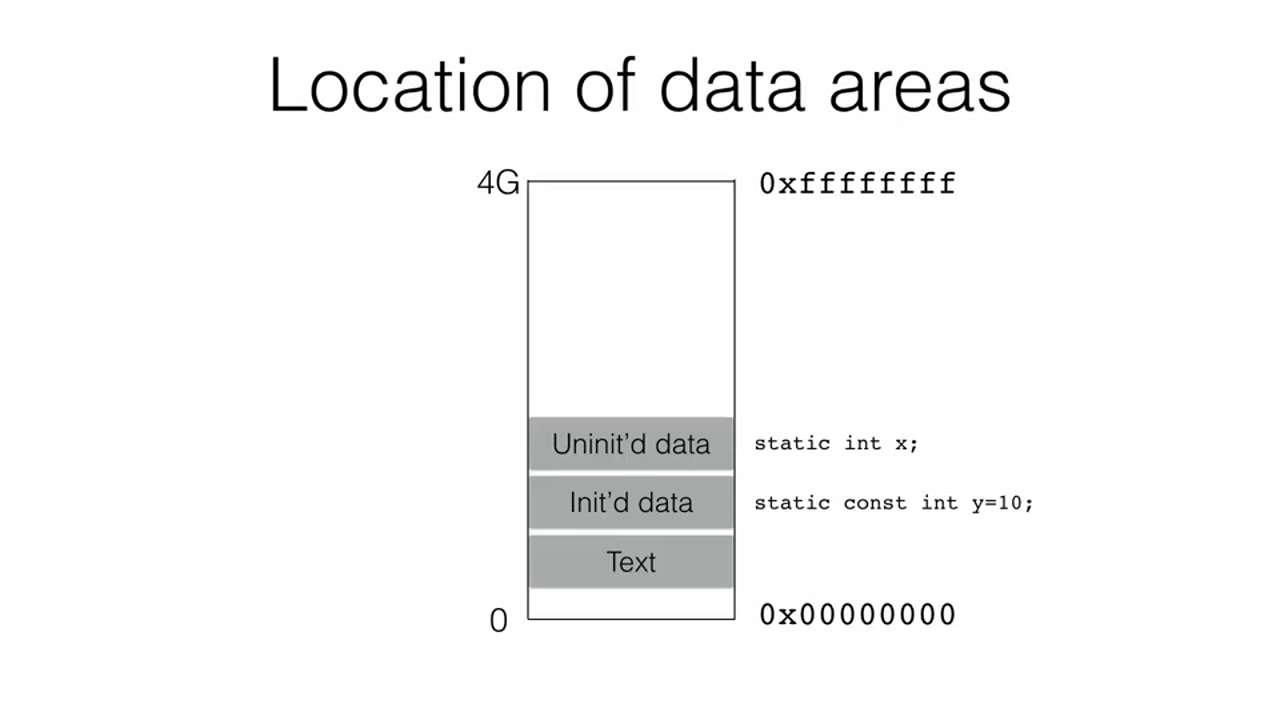 Location of data areas
4G
0xffffffff
Uninit'd data
static int x;
Init'd data
static const int y=10;
Text
0
0x00000000